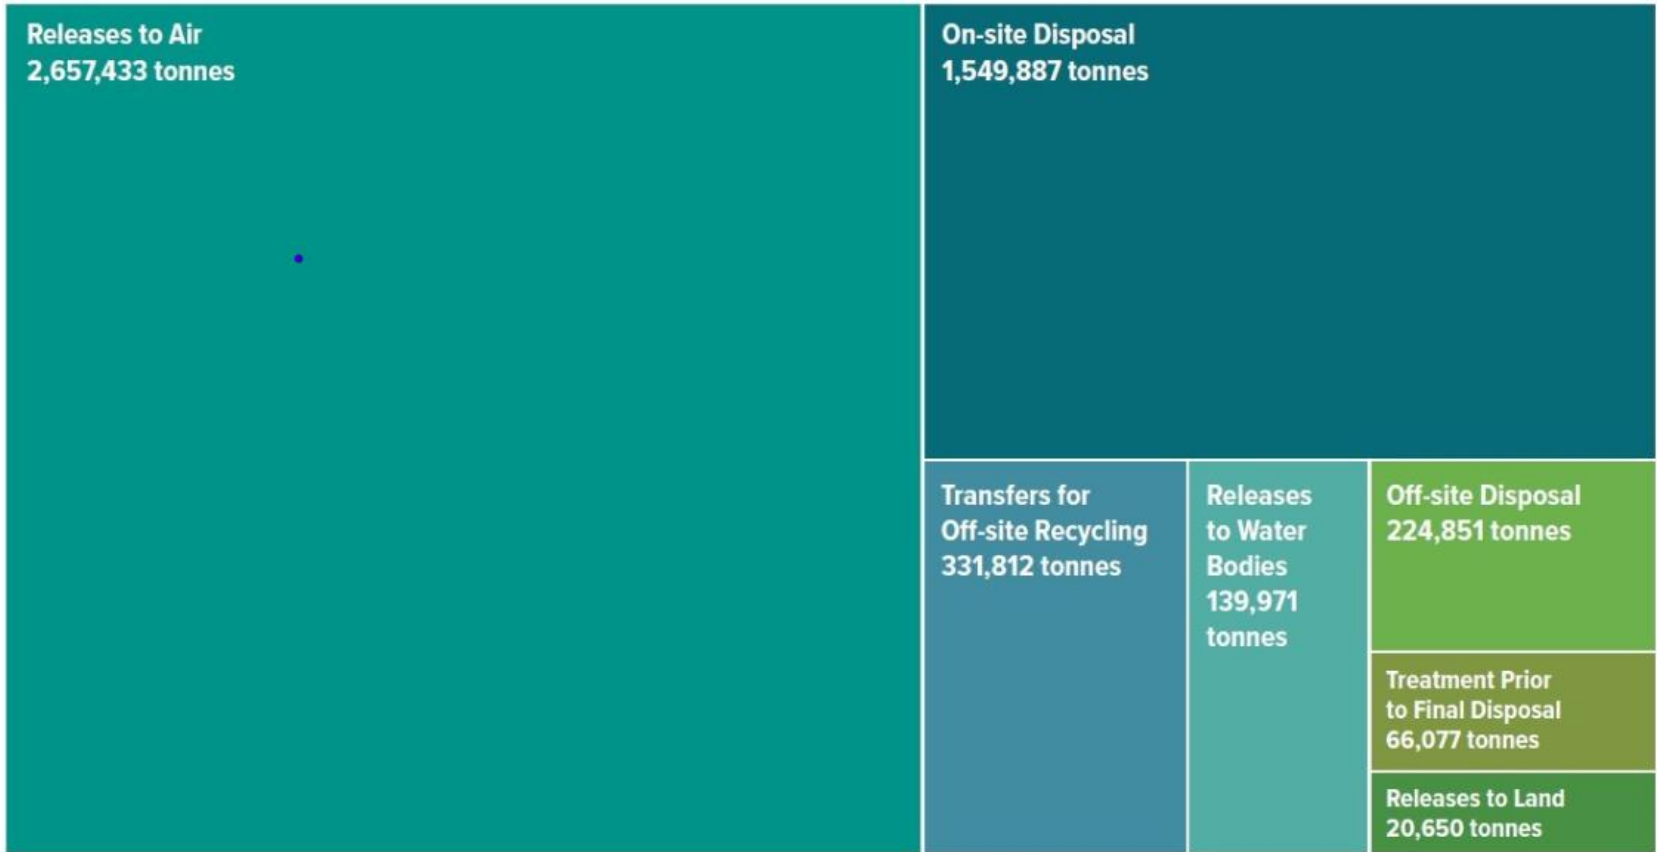 Releases to Air
2,657,433 tonnes
On-site Disposal
1,549,887 tonnes
Transfers for
Off-site Recycling
331,812 tonnes
Releases
to Water
Bodies
139,971
tonnes
Off-site Disposal
224,851 tonnes
Treatment Prior
to Final Disposal
66,077 tonnes
Releases to Land
20,650 tonnes